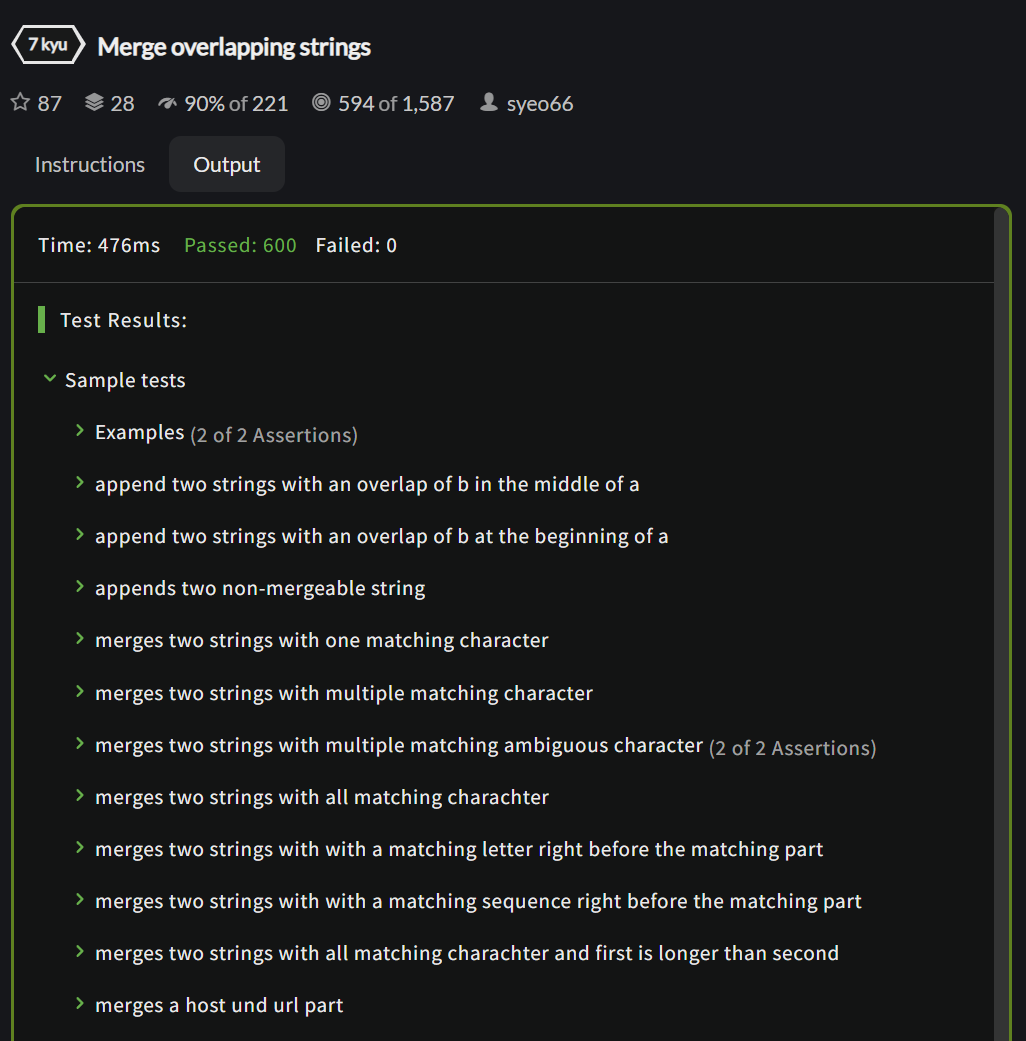 7 kyu Merge overlapping strings
87 28 90% of 221 594 of 1,587 syeo66
Instructions Output
Time: 476ms Passed: 600 Failed: 0
Test Results:
Sample tests
Examples (2 of 2 Assertions)
append two strings with an overlap of b in the middle of a
append two strings with an overlap of b at the beginning of a
appends two non-mergeable string
merges two strings with one matching character
merges two strings with multiple matching character
merges two strings with multiple matching ambiguous character (2 of 2 Assertions)
merges two strings with all matching charachter
merges two strings with with a matching letter right before the matching part
merges two strings with with a matching sequence right before the matching part
merges two strings with all matching charachter and first is longer than second
merges a host und url part